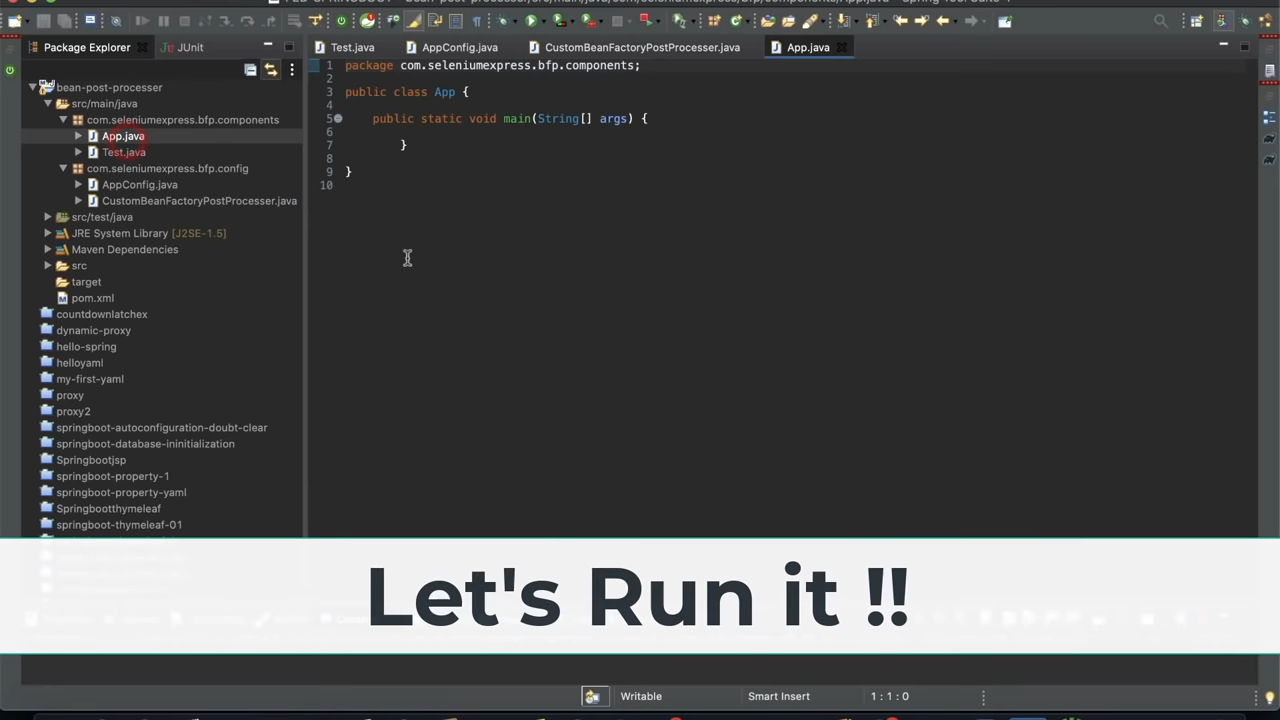 Package Explorer
JUnit
Test.java
AppConfig.java
CustomBeanFactoryPostProcesser.java
App.java
bean-post-processer
src/main/java
com.seleniumexpress.bfp.components
App.java
Test.java
com.seleniumexpress.bfp.config
AppConfig.java
CustomBeanFactoryPostProcesser.java
src/test/java
JRE System Library [J2SE-1.5]
Maven Dependencies
src
target
pom.xml
countdownlatchex
dynamic-proxy
hello-spring
helloyaml
my-first-yaml
proxy
proxy2
springboot-autoconfiguration-doubt-clear
springboot-database-ininitialization
Springbootjsp
springboot-property-1
springboot-property-yaml
Springbootthymeleaf
springboot-thymeleaf-01
1 package com.seleniumexpress.bfp.components;
2
3 public class App {
4
5 public static void main(String[] args) {
6
7 }
8
9 }
10
Let's Run it !!
Writable
Smart Insert
1 : 1 : 0